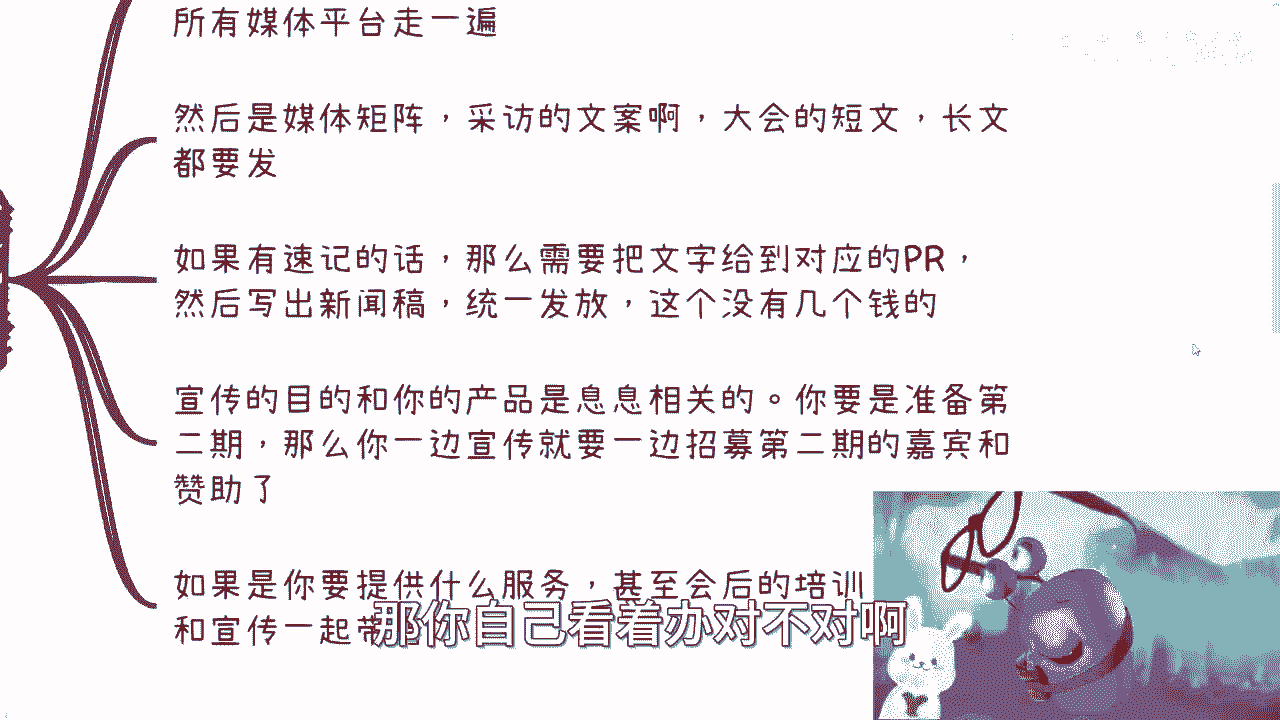 所有媒体平台走一遍
然后是媒体矩阵，采访的文案啊，大会的短文，长文
都要发
如果有速记的话，那么需要把文字给到对应的PR，
然后写出新闻稿，统一发放，这个没有几个钱的
宣传的目的和你的产品是息息相关的。你要是准备第
二期，那么你一边宣传就要一边招募第二期的嘉宾和
赞助了
如果是你要提供什么服务，甚至会后的培训
和宣传一起带
那你自己看着办对不对啊